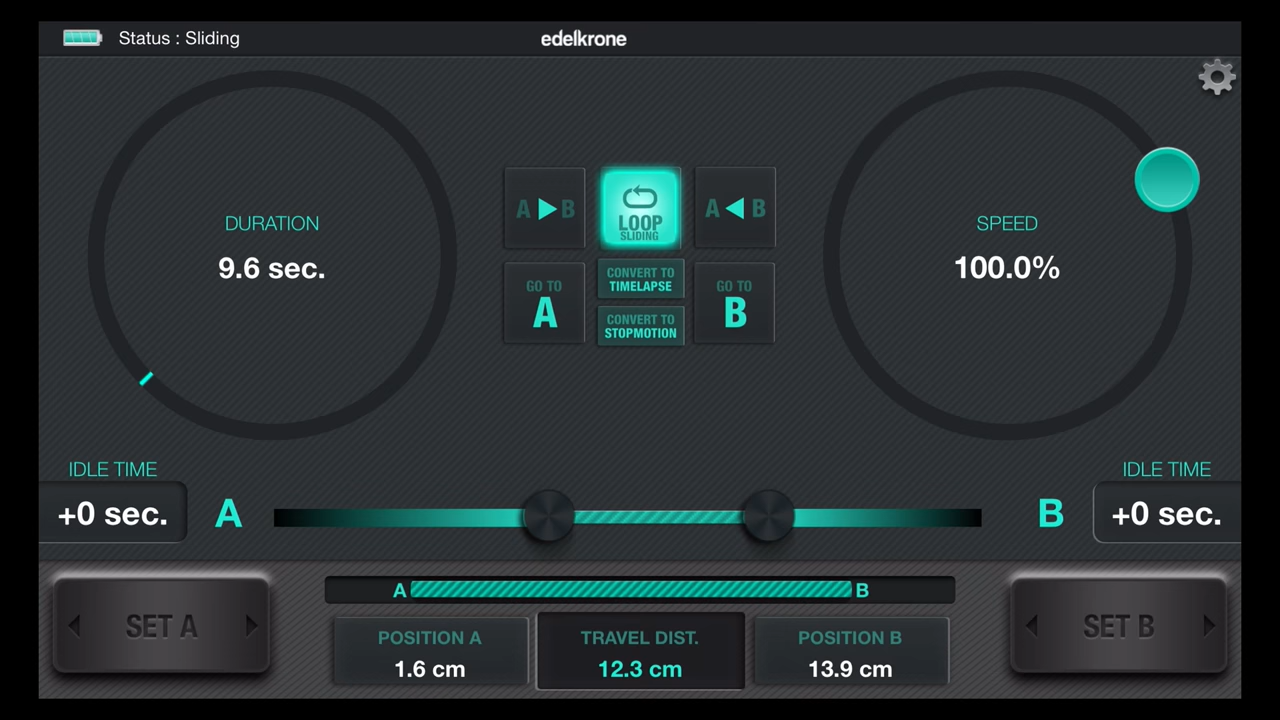 Status : Sliding
edelkrone
DURATION
9.6 sec.
A B
LOOP
SLIDING
A B
SPEED
100.0%
GO TO
A
CONVERT TO
TIMELAPSE
CONVERT TO
STOPMOTION
GO TO
B
IDLE TIME
+0 sec.
A
B
IDLE TIME
+0 sec.
SET A
A B
SET B
POSITION A
1.6 cm
TRAVEL DIST.
12.3 cm
POSITION B
13.9 cm